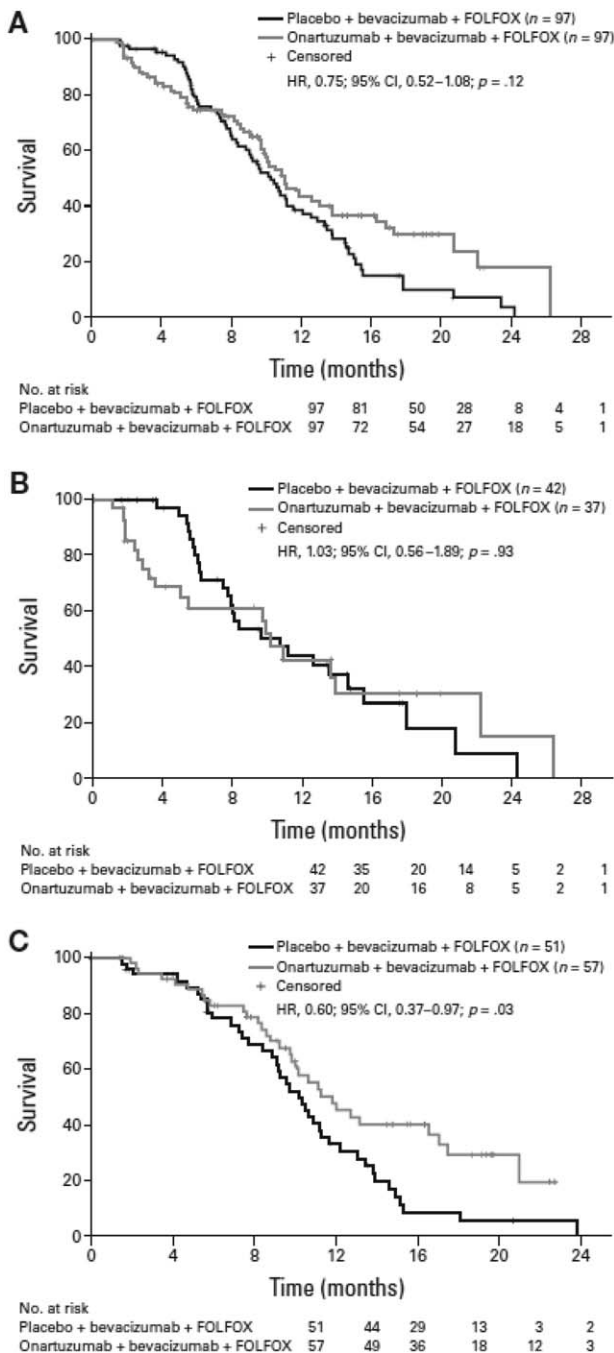 A
Placebo + bevacizumab + FOLFOX (n = 97)
Onartuzumab + bevacizumab + FOLFOX (n = 97)
+ Censored
HR, 0.75; 95% CI, 0.52–1.08; p = .12
Survival
100
80
60
40
20
0
0 4 8 12 16 20 24 28
Time (months)
No. at risk
Placebo + bevacizumab + FOLFOX 97 81 50 28 8 4 1
Onartuzumab + bevacizumab + FOLFOX 97 72 54 27 18 5 1
B
Placebo + bevacizumab + FOLFOX (n = 42)
Onartuzumab + bevacizumab + FOLFOX (n = 37)
+ Censored
HR, 1.03; 95% CI, 0.56–1.89; p = .93
Survival
100
80
60
40
20
0
0 4 8 12 16 20 24 28
Time (months)
No. at risk
Placebo + bevacizumab + FOLFOX 42 35 20 14 5 2 1
Onartuzumab + bevacizumab + FOLFOX 37 20 16 8 5 2 1
C
Placebo + bevacizumab + FOLFOX (n = 51)
Onartuzumab + bevacizumab + FOLFOX (n = 57)
+ Censored
HR, 0.60; 95% CI, 0.37–0.97; p = .03
Survival
100
80
60
40
20
0
0 4 8 12 16 20 24
Time (months)
No. at risk
Placebo + bevacizumab + FOLFOX 51 44 29 13 3 2
Onartuzumab + bevacizumab + FOLFOX 57 49 36 18 12 3